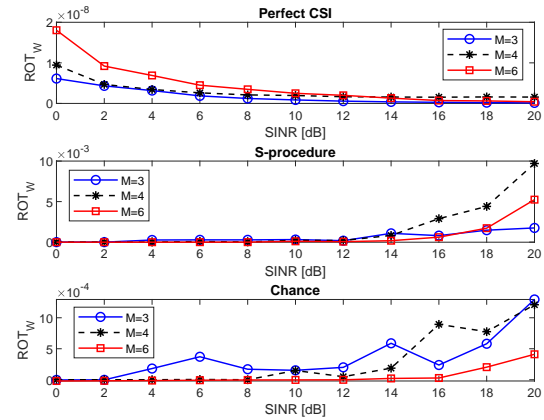 Perfect CSI
2 ×10^-8
1
0
ROT_W
M=3
M=4
M=6
0 2 4 6 8 10 12 14 16 18 20
SINR [dB]
S-procedure
10 ×10^-3
5
0
ROT_W
M=3
M=4
M=6
0 2 4 6 8 10 12 14 16 18 20
SINR [dB]
Chance
×10^-4
10
5
0
ROT_W
M=3
M=4
M=6
0 2 4 6 8 10 12 14 16 18 20
SINR [dB]